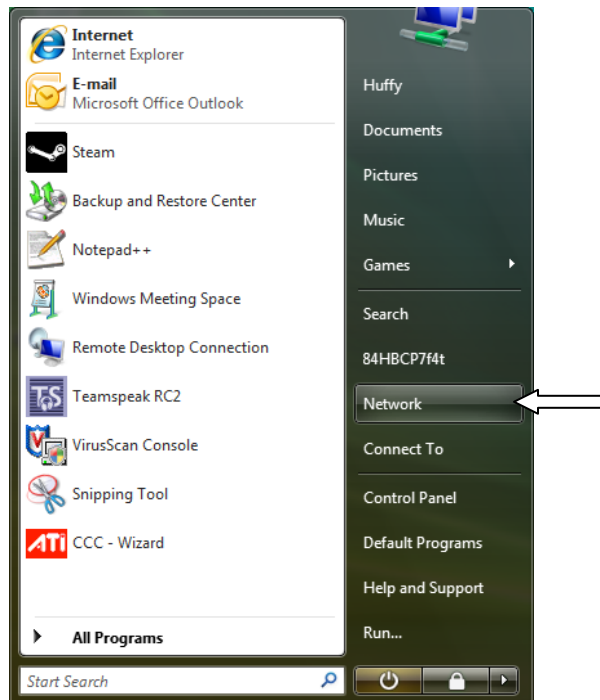 Internet
Internet Explorer
E-mail
Microsoft Office Outlook
Steam
Backup and Restore Center
Notepad++
Windows Meeting Space
Remote Desktop Connection
TS
Teamspeak RC2
VirusScan Console
Snipping Tool
ATI
CCC - Wizard
All Programs
Start Search
Huffy
Documents
Pictures
Music
Games
Search
84HBCP7f4t
Network
Connect To
Control Panel
Default Programs
Help and Support
Run...